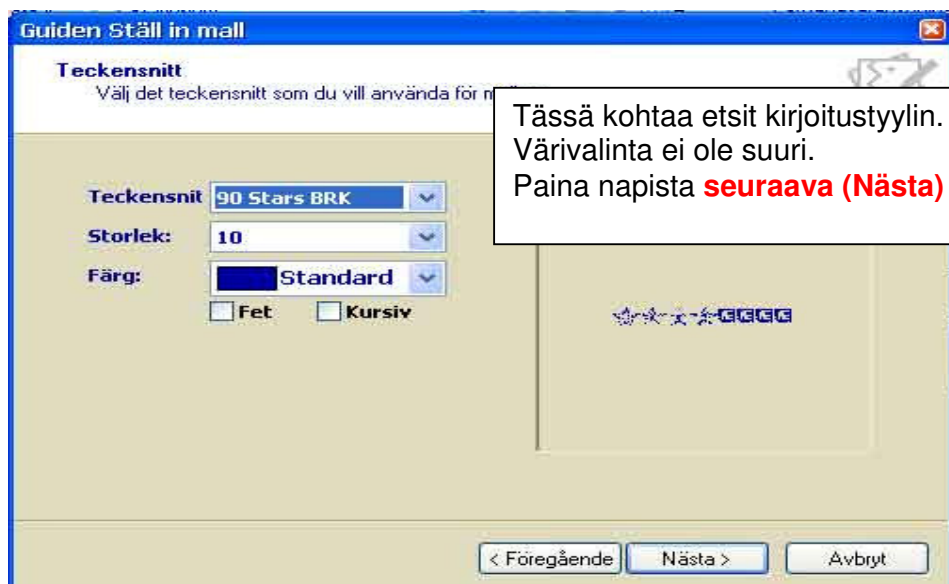 Guiden Ställ in mall
Teckensnitt
Välj det teckensnitt som du vill använda för
Tässä kohtaa etsit kirjoitustyylin.
Värivalinta ei ole suuri.
Paina napista seuraava (Nästa)
Teckensnit 90 Stars BRK
Storlek: 10
Färg: Standard
Fet Kursiv
< Föregående Nästa > Avbryt